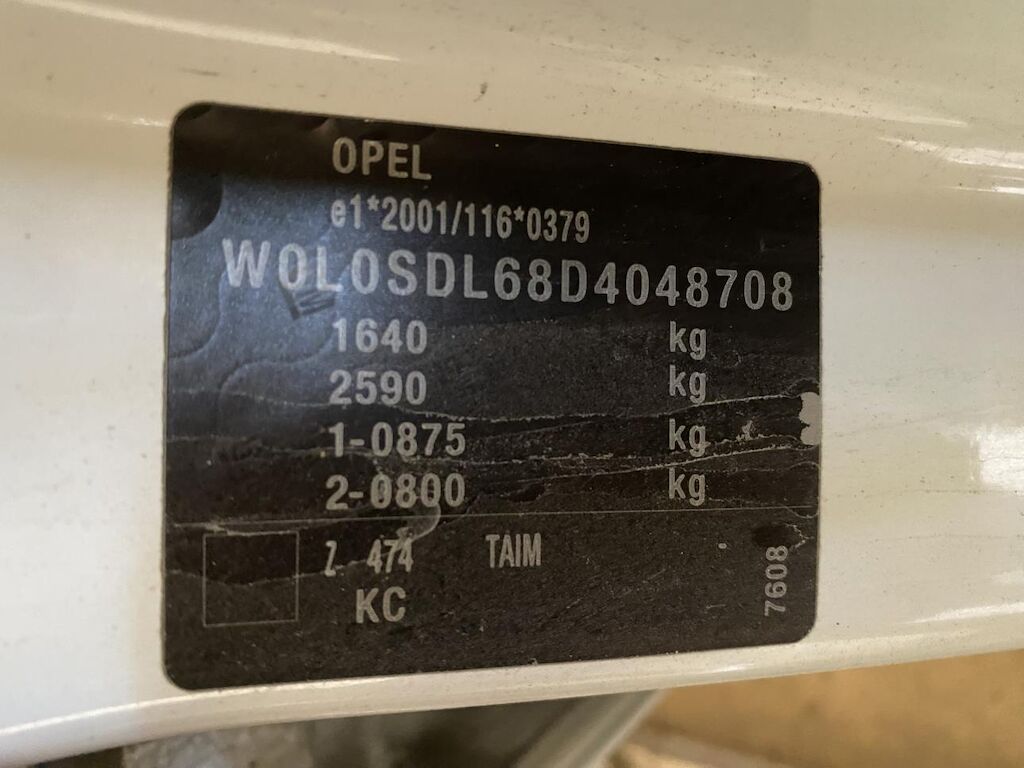 OPEL
e1*2001/116*0379
W0L0SDL68D4048708
1640 kg
2590 kg
1-0875 kg
2-0800 kg
Z 474 TAIM
KC
7608